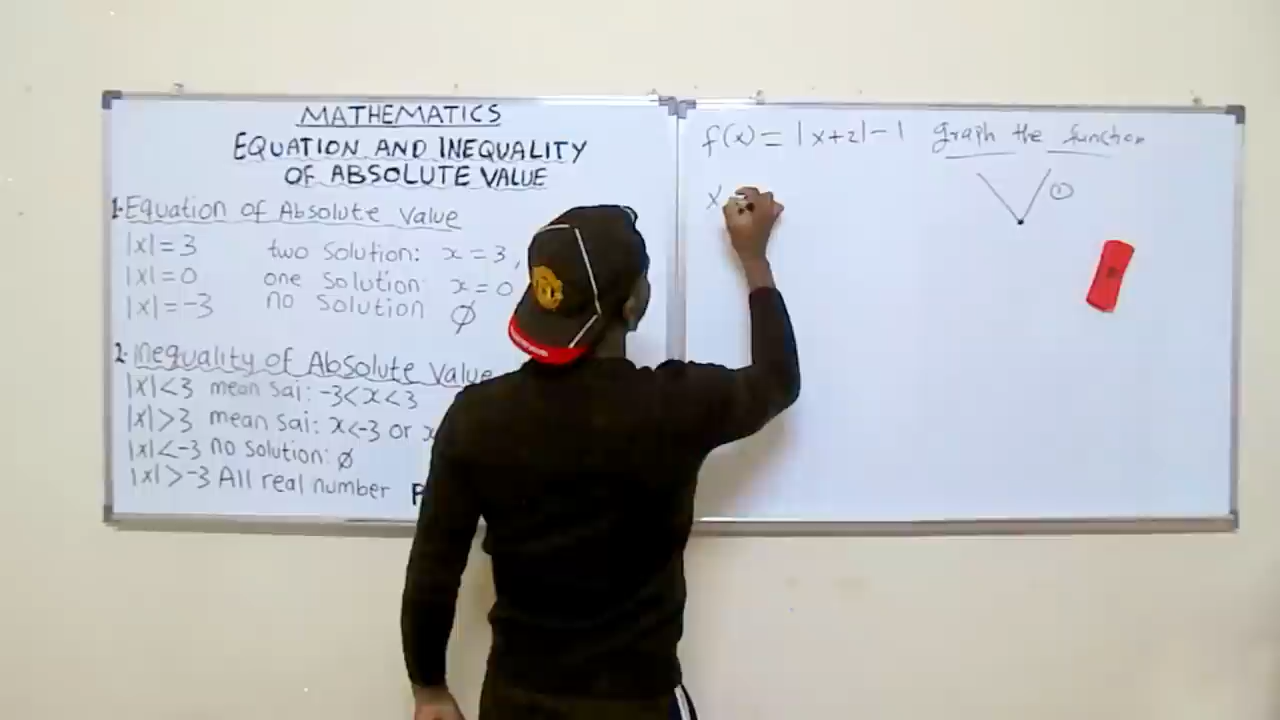 MATHEMATICS
EQUATION AND INEQUALITY
OF ABSOLUTE VALUE
1. Equation of Absolute Value
|x|=3 two solution: x=3,
|x|=0 one solution: x=0
|x|=-3 no solution ∅
2. Inequality of Absolute Value
|x|<3 mean sai: -3<x<3
|x|>3 mean sai: x<-3 or x
|x|<-3 no solution: ∅
|x|>-3 All real number
f(x) = |x+2|-1 graph the function
x
①